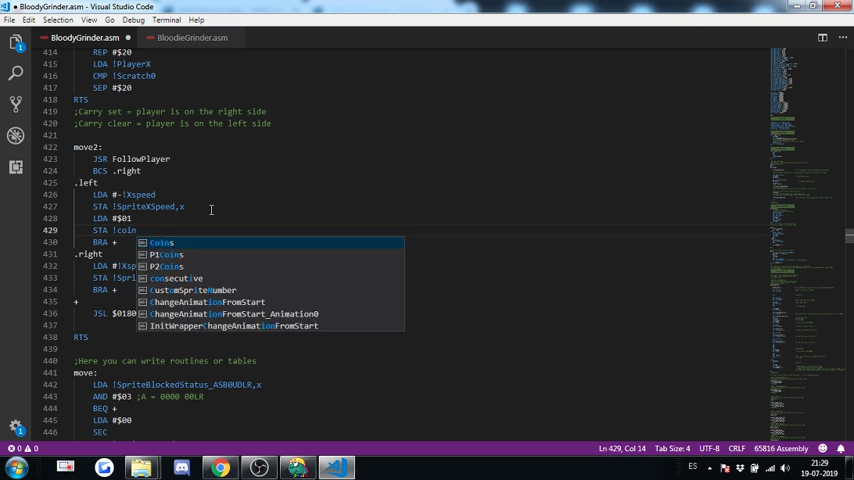 ● BloodyGrinder.asm - Visual Studio Code
File Edit Selection View Go Debug Terminal Help
BloodyGrinder.asm ● BloodieGrinder.asm
414 REP #$20
415 LDA !PlayerX
416 CMP !Scratch0
417 SEP #$20
418 RTS
419 ;Carry set = player is on the right side
420 ;Carry clear = player is on the left side
421
422 move2:
423 JSR FollowPlayer
424 BCS .right
425 .left
426 LDA #-!Xspeed
427 STA !SpriteXSpeed,x
428 LDA #$01
429 STA !coin
430 BRA +
431 .right
432 LDA #!Xsp
433 STA !Spri
434 BRA +
435 +
436 JSL $0180
437
438 RTS
439
440 ;Here you can write routines or tables
441 move:
442 LDA !SpriteBlockedStatus_ASB0UDLR,x
443 AND #$03 ;A = 0000 00LR
444 BEQ +
445 LDA #$00
446 SEC
Coins
P1Coins
P2Coins
consecutive
CustomSpriteNumber
ChangeAnimationFromStart
ChangeAnimationFromStart_Animation0
InitWrapperChangeAnimationFromStart
1
1
0 0
Ln 429, Col 14 Tab Size: 4 UTF-8 CRLF 65816 Assembly
ES
21:29
19-07-2019